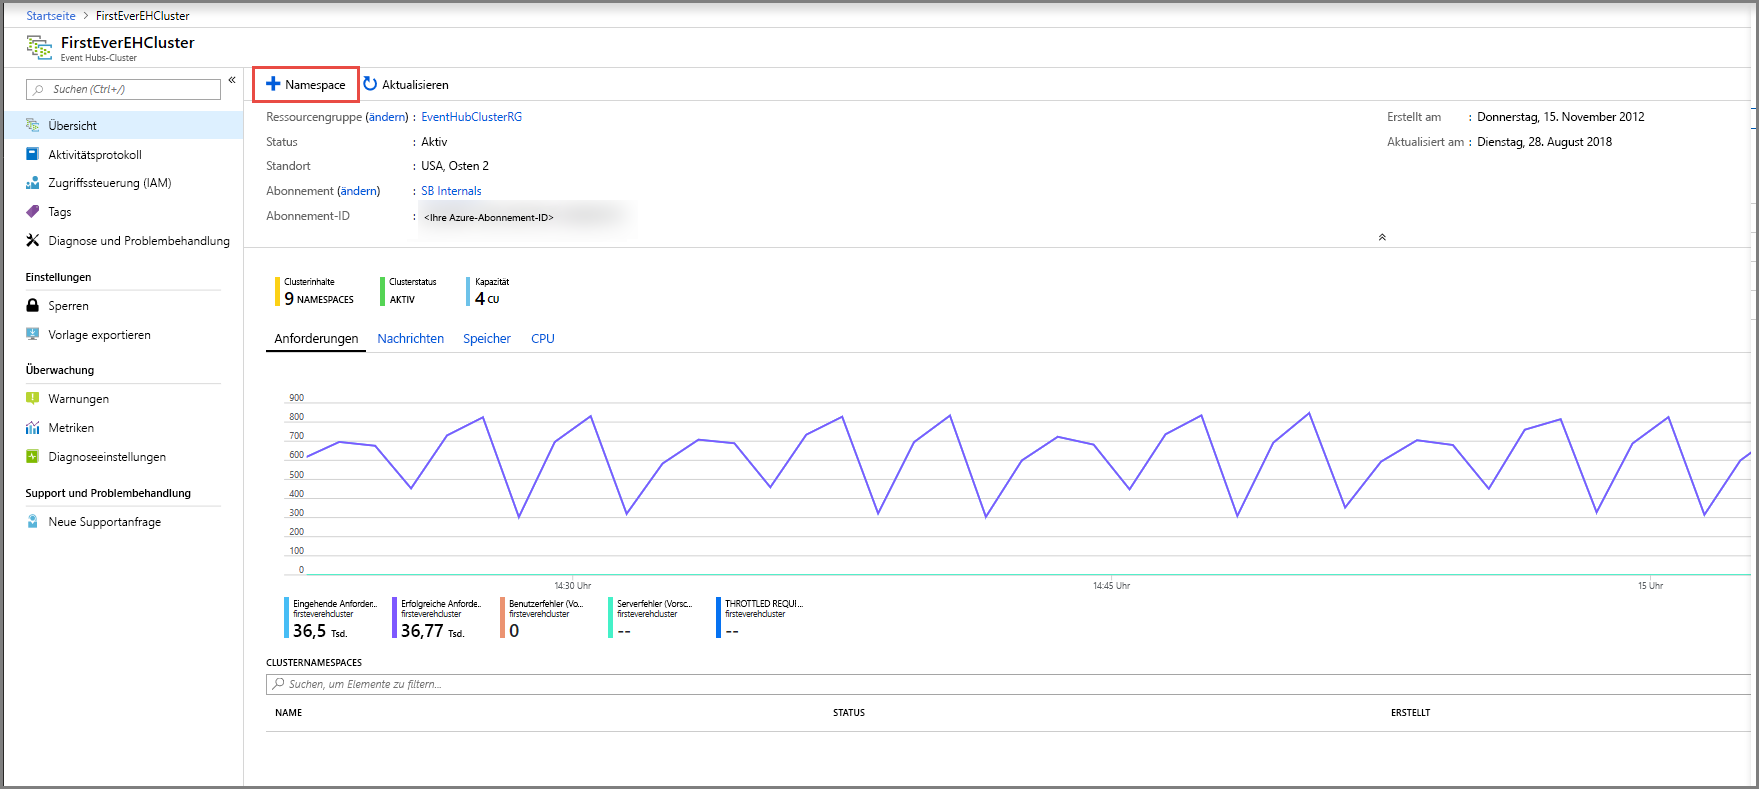 Startseite > FirstEverEHCluster
FirstEverEHCluster
Event Hubs-Cluster
Suchen (Ctrl+/)
«
Übersicht
Aktivitätsprotokoll
Zugriffssteuerung (IAM)
Tags
Diagnose und Problembehandlung
Einstellungen
Sperren
Vorlage exportieren
Überwachung
Warnungen
Metriken
Diagnoseeinstellungen
Support und Problembehandlung
Neue Supportanfrage
Namespace
Aktualisieren
Ressourcengruppe (ändern) : EventHubClusterRG
Status : Aktiv
Standort : USA, Osten 2
Abonnement (ändern) : SB Internals
Abonnement-ID : <Ihre Azure-Abonnement-ID>
Erstellt am : Donnerstag, 15. November 2012
Aktualisiert am : Dienstag, 28. August 2018
Clusterinhalte
9 NAMESPACES
Clusterstatus
AKTIV
Kapazität
4 CU
Anforderungen Nachrichten Speicher CPU
900
800
700
600
500
400
300
200
100
0
14:30 Uhr 14:45 Uhr 15 Uhr
Eingehende Anforder...
firsteverehcluster
36,5 Tsd.
Erfolgreiche Anforde..
firsteverehcluster
36,77 Tsd.
Benutzerfehler (Vo...
firsteverehcluster
0
Serverfehler (Vorsc...
firsteverehcluster
--
THROTTLED REQUI...
firsteverehcluster
--
CLUSTERNAMESPACES
Suchen, um Elemente zu filtern...
NAME STATUS ERSTELLT